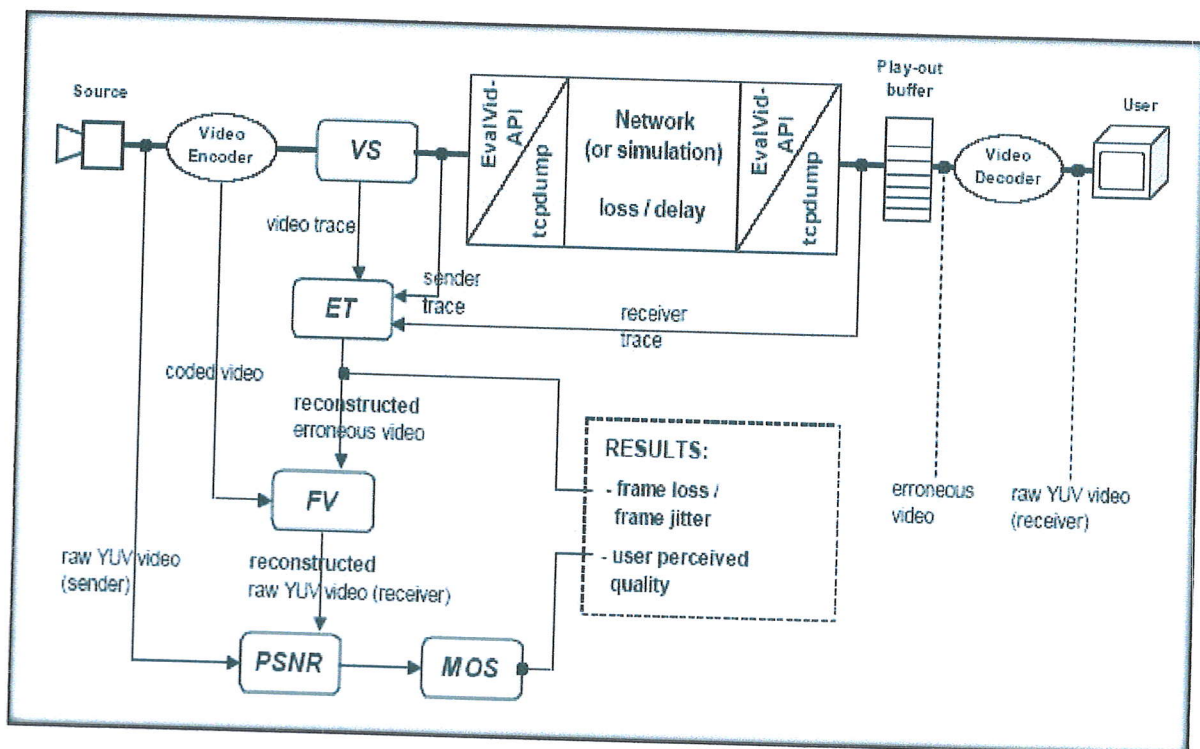 Source
Video
Encoder
VS
EvalVid-
API
tcpdump
Network
(or simulation)
loss / delay
EvalVid-
API
tcpdump
Play-out
buffer
Video
Decoder
User
video trace
sender
trace
ET
receiver
trace
coded video
reconstructed
erroneous video
RESULTS:
- frame loss /
frame jitter
- user perceived
quality
erroneous
video
raw YUV video
(receiver)
FV
raw YUV video
(sender)
reconstructed
raw YUV video (receiver)
PSNR
MOS